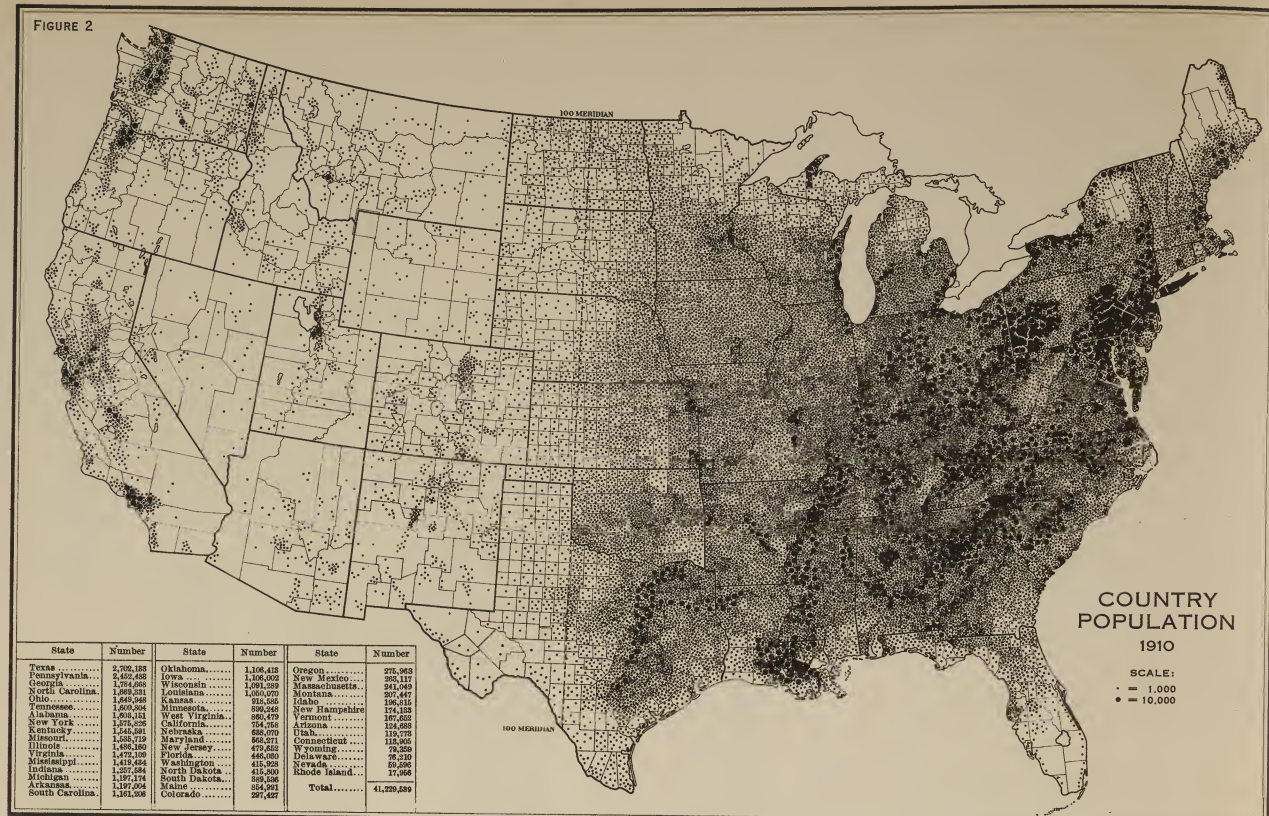 FIGURE 2
100 MERIDIAN
100 MERIDIAN
COUNTRY
POPULATION
1910
SCALE:
· = 1,000
• = 10,000
State Number State Number State Number
Texas ........ 2,702,133 Oklahoma...... 1,106,413 Oregon........ 275,963
Pennsylvania... 2,452,483 Iowa ........ 1,106,002 New Mexico.... 263,117
Georgia ....... 1,784,668 Wisconsin ..... 1,091,289 Massachusetts.. 241,049
North Carolina. 1,669,331 Louisiana ..... 1,050,070 Montana ....... 207,447
Ohio .......... 1,649,948 Kansas......... 918,585 Idaho ......... 196,815
Tennessee...... 1,609,804 Minnesota...... 899,248 New Hampshire 174,133
Alabama........ 1,603,151 West Virginia.. 860,479 Vermont ....... 167,652
New York ...... 1,575,826 California..... 754,758 Arizona ....... 124,688
Kentucky....... 1,545,591 Nebraska ...... 638,070 Utah........... 119,773
Missouri....... 1,535,719 Maryland ...... 568,271 Connecticut ... 113,905
Illinois ...... 1,486,160 New Jersey..... 479,652 Wyoming....... 79,359
Virginia....... 1,472,109 Florida........ 446,030 Delaware ...... 76,210
Mississippi.... 1,419,434 Washington .... 415,928 Nevada ........ 59,596
Indiana ....... 1,257,584 North Dakota .. 415,800 Rhode Island... 17,956
Michigan ...... 1,197,174 South Dakota.. 389,536
Arkansas....... 1,197,004 Maine ......... 354,991 Total....... 41,229,539
South Carolina. 1,161,208 Colorado ...... 297,427